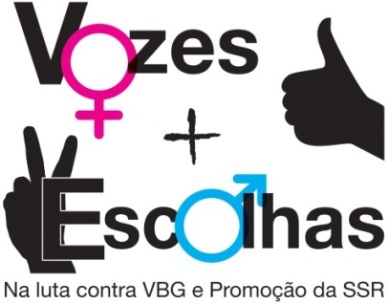 Vozes
+
Escolhas
Na luta contra VBG e Promoção da SSR